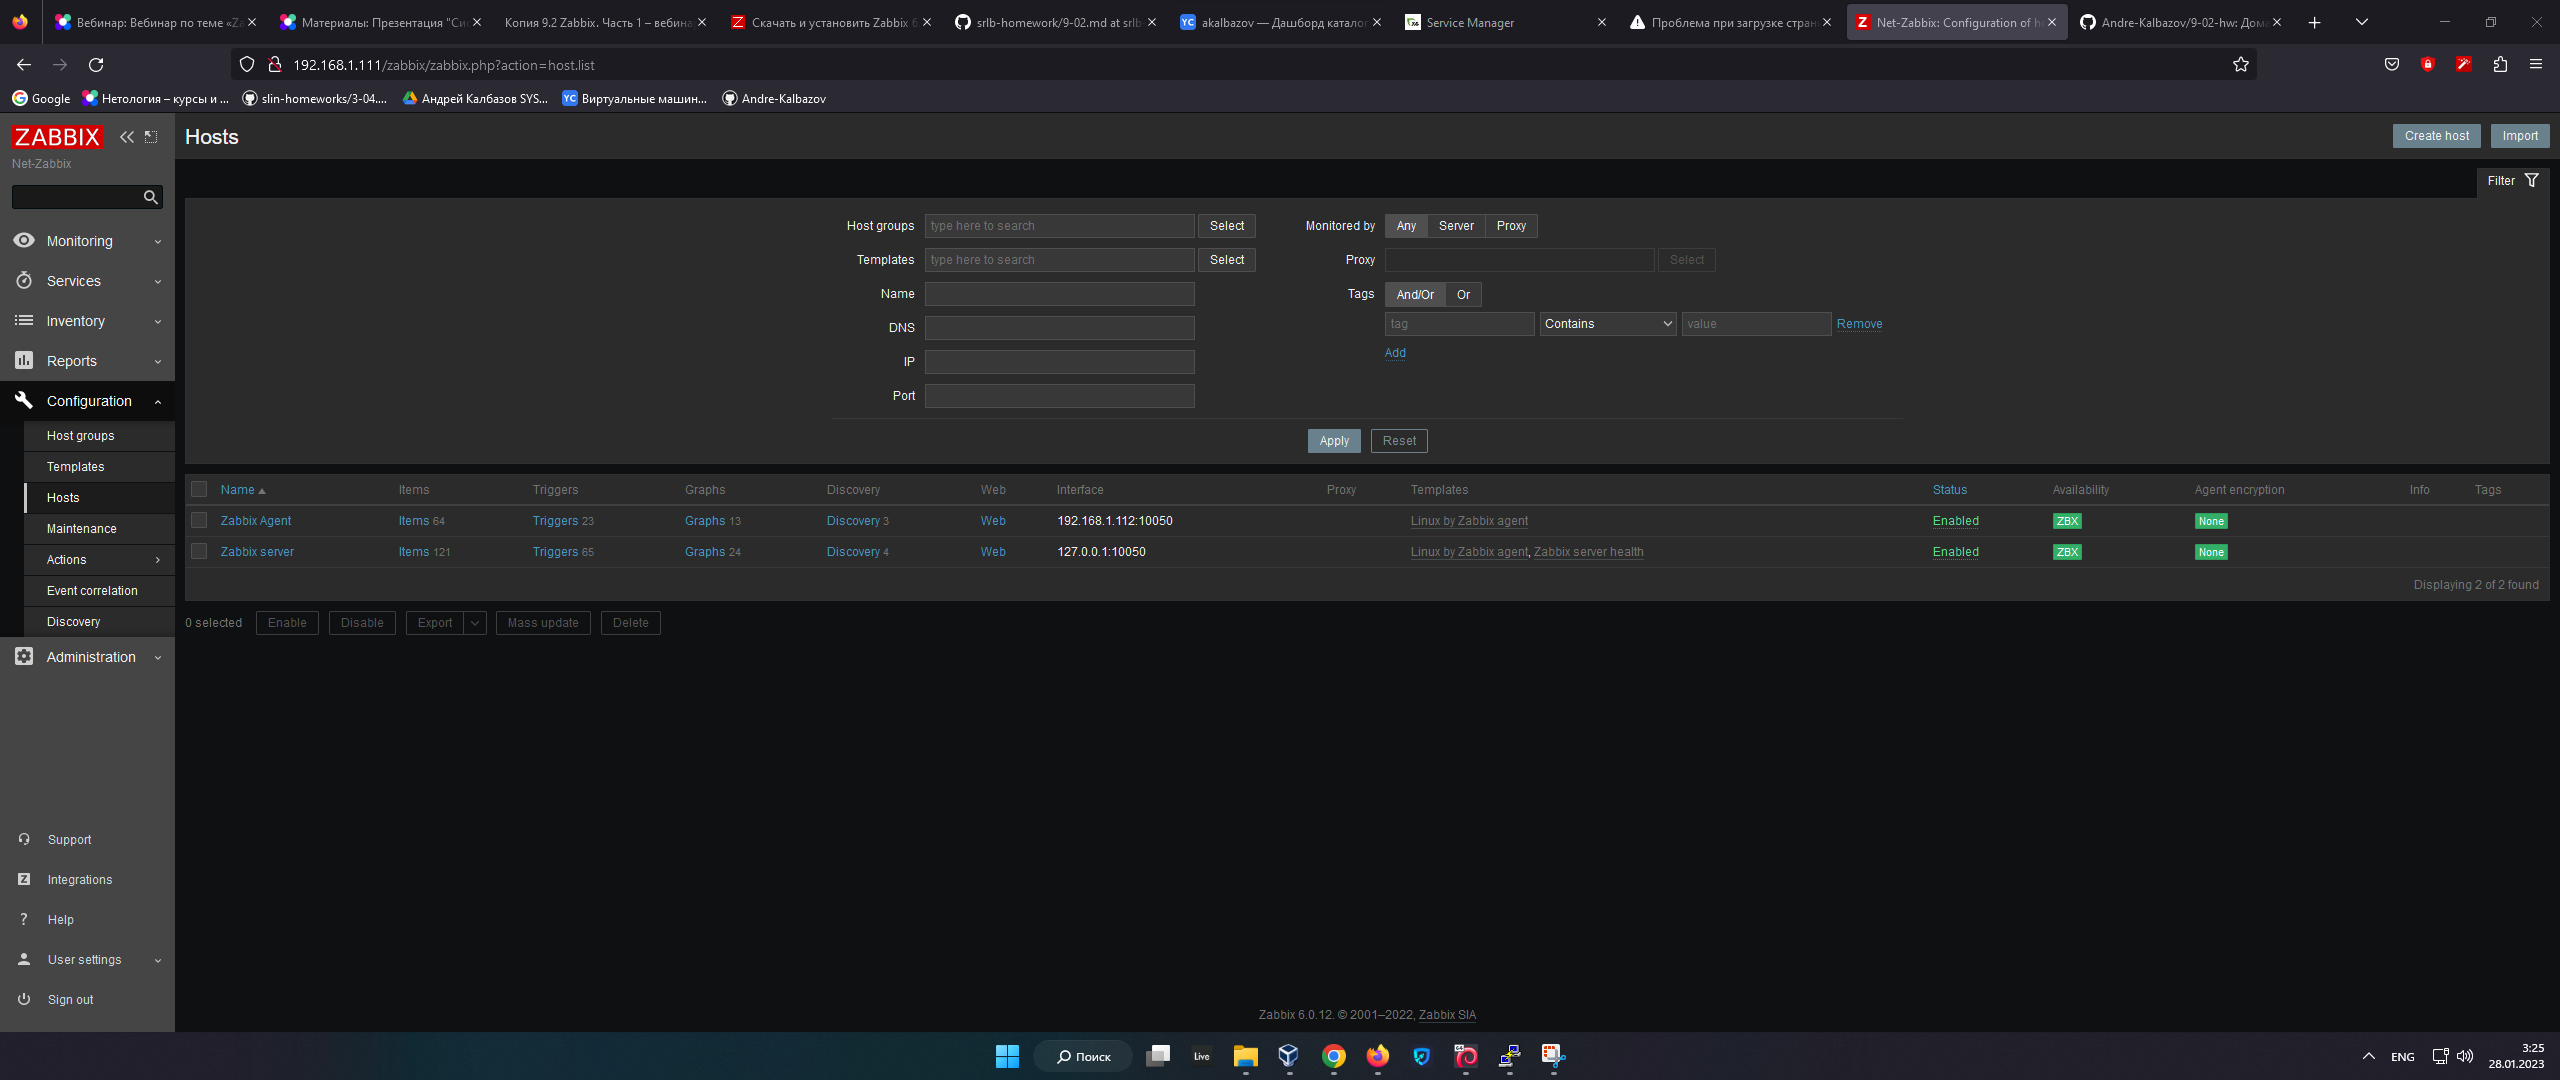 Вебинар: Вебинар по теме «Za
Материалы: Презентация "Сис
Копия 9.2 Zabbix. Часть 1 – вебина
Скачать и установить Zabbix 6
srlb-homework/9-02.md at srlb-
akalbazov — Дашборд каталог
Service Manager
Проблема при загрузке стран
Net-Zabbix: Configuration of h
Andre-Kalbazov/9-02-hw: Дома
192.168.1.111/zabbix/zabbix.php?action=host.list
Google
Нетология – курсы и ...
slin-homeworks/3-04....
Андрей Калбазов SYS...
Виртуальные машин...
Andre-Kalbazov
ZABBIX
Net-Zabbix
Monitoring
Services
Inventory
Reports
Configuration
Host groups
Templates
Hosts
Maintenance
Actions
Event correlation
Discovery
Administration
Support
Integrations
Help
User settings
Sign out
Hosts
Create host Import
Filter
Host groups type here to search Select
Templates type here to search Select
Name
DNS
IP
Port
Monitored by Any Server Proxy
Proxy Select
Tags And/Or Or
tag Contains value Remove
Add
Apply Reset
Name Items Triggers Graphs Discovery Web Interface Proxy Templates Status Availability Agent encryption Info Tags
Zabbix Agent Items 64 Triggers 23 Graphs 13 Discovery 3 Web 192.168.1.112:10050 Linux by Zabbix agent Enabled ZBX None
Zabbix server Items 121 Triggers 65 Graphs 24 Discovery 4 Web 127.0.0.1:10050 Linux by Zabbix agent, Zabbix server health Enabled ZBX None
Displaying 2 of 2 found
0 selected Enable Disable Export Mass update Delete
Zabbix 6.0.12. © 2001–2022, Zabbix SIA
Поиск
Live
ENG
3:25
28.01.2023